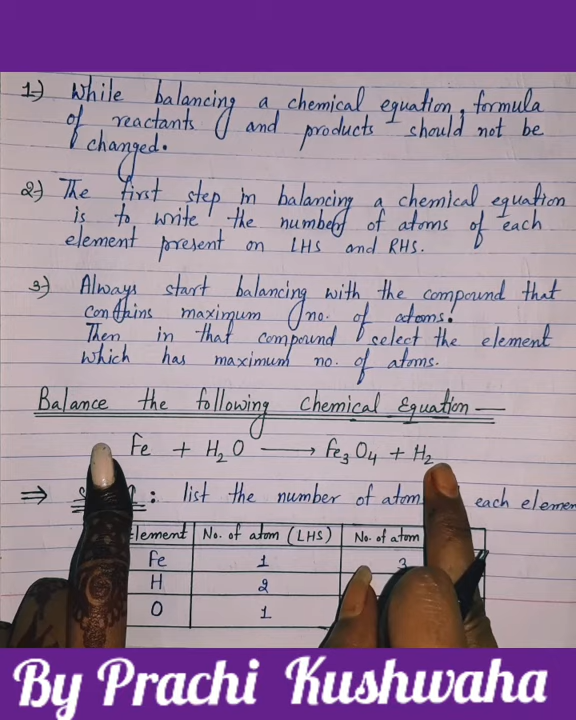 1-) While balancing a chemical equation, formula
of reactants and products should not be
changed.
2-) The first step in balancing a chemical equation
is to write the number of atoms of each
element present on LHS and RHS.
3-) Always start balancing with the compound that
contains maximum no. of atoms.
Then in that compound select the element
which has maximum no. of atoms.
Balance the following Chemical Equation —
Fe + H₂O ⟶ Fe₃O₄ + H₂
⇒ : list the number of atom each elemen
Element No. of atom (LHS) No. of atom
Fe 1 3
H 2
O 1
By Prachi Kushwaha